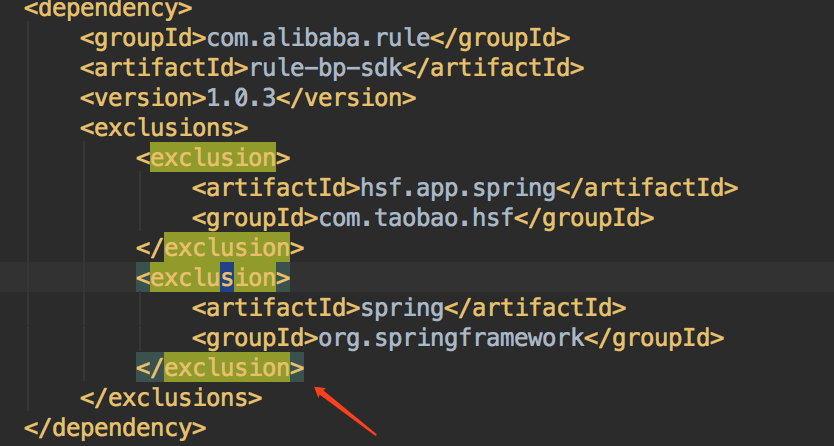 <dependency>
<groupId>com.alibaba.rule</groupId>
<artifactId>rule-bp-sdk</artifactId>
<version>1.0.3</version>
<exclusions>
<exclusion>
<artifactId>hsf.app.spring</artifactId>
<groupId>com.taobao.hsf</groupId>
</exclusion>
<exclusion>
<artifactId>spring</artifactId>
<groupId>org.springframework</groupId>
</exclusion>
</exclusions>
</dependency>